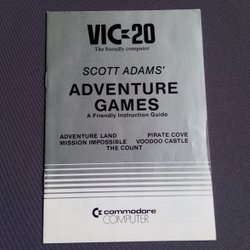 VIC-20
The friendly computer
SCOTT ADAMS'
ADVENTURE
GAMES
A Friendly Instruction Guide
ADVENTURE LAND PIRATE COVE
MISSION IMPOSSIBLE VOODOO CASTLE
THE COUNT
commodore
COMPUTER